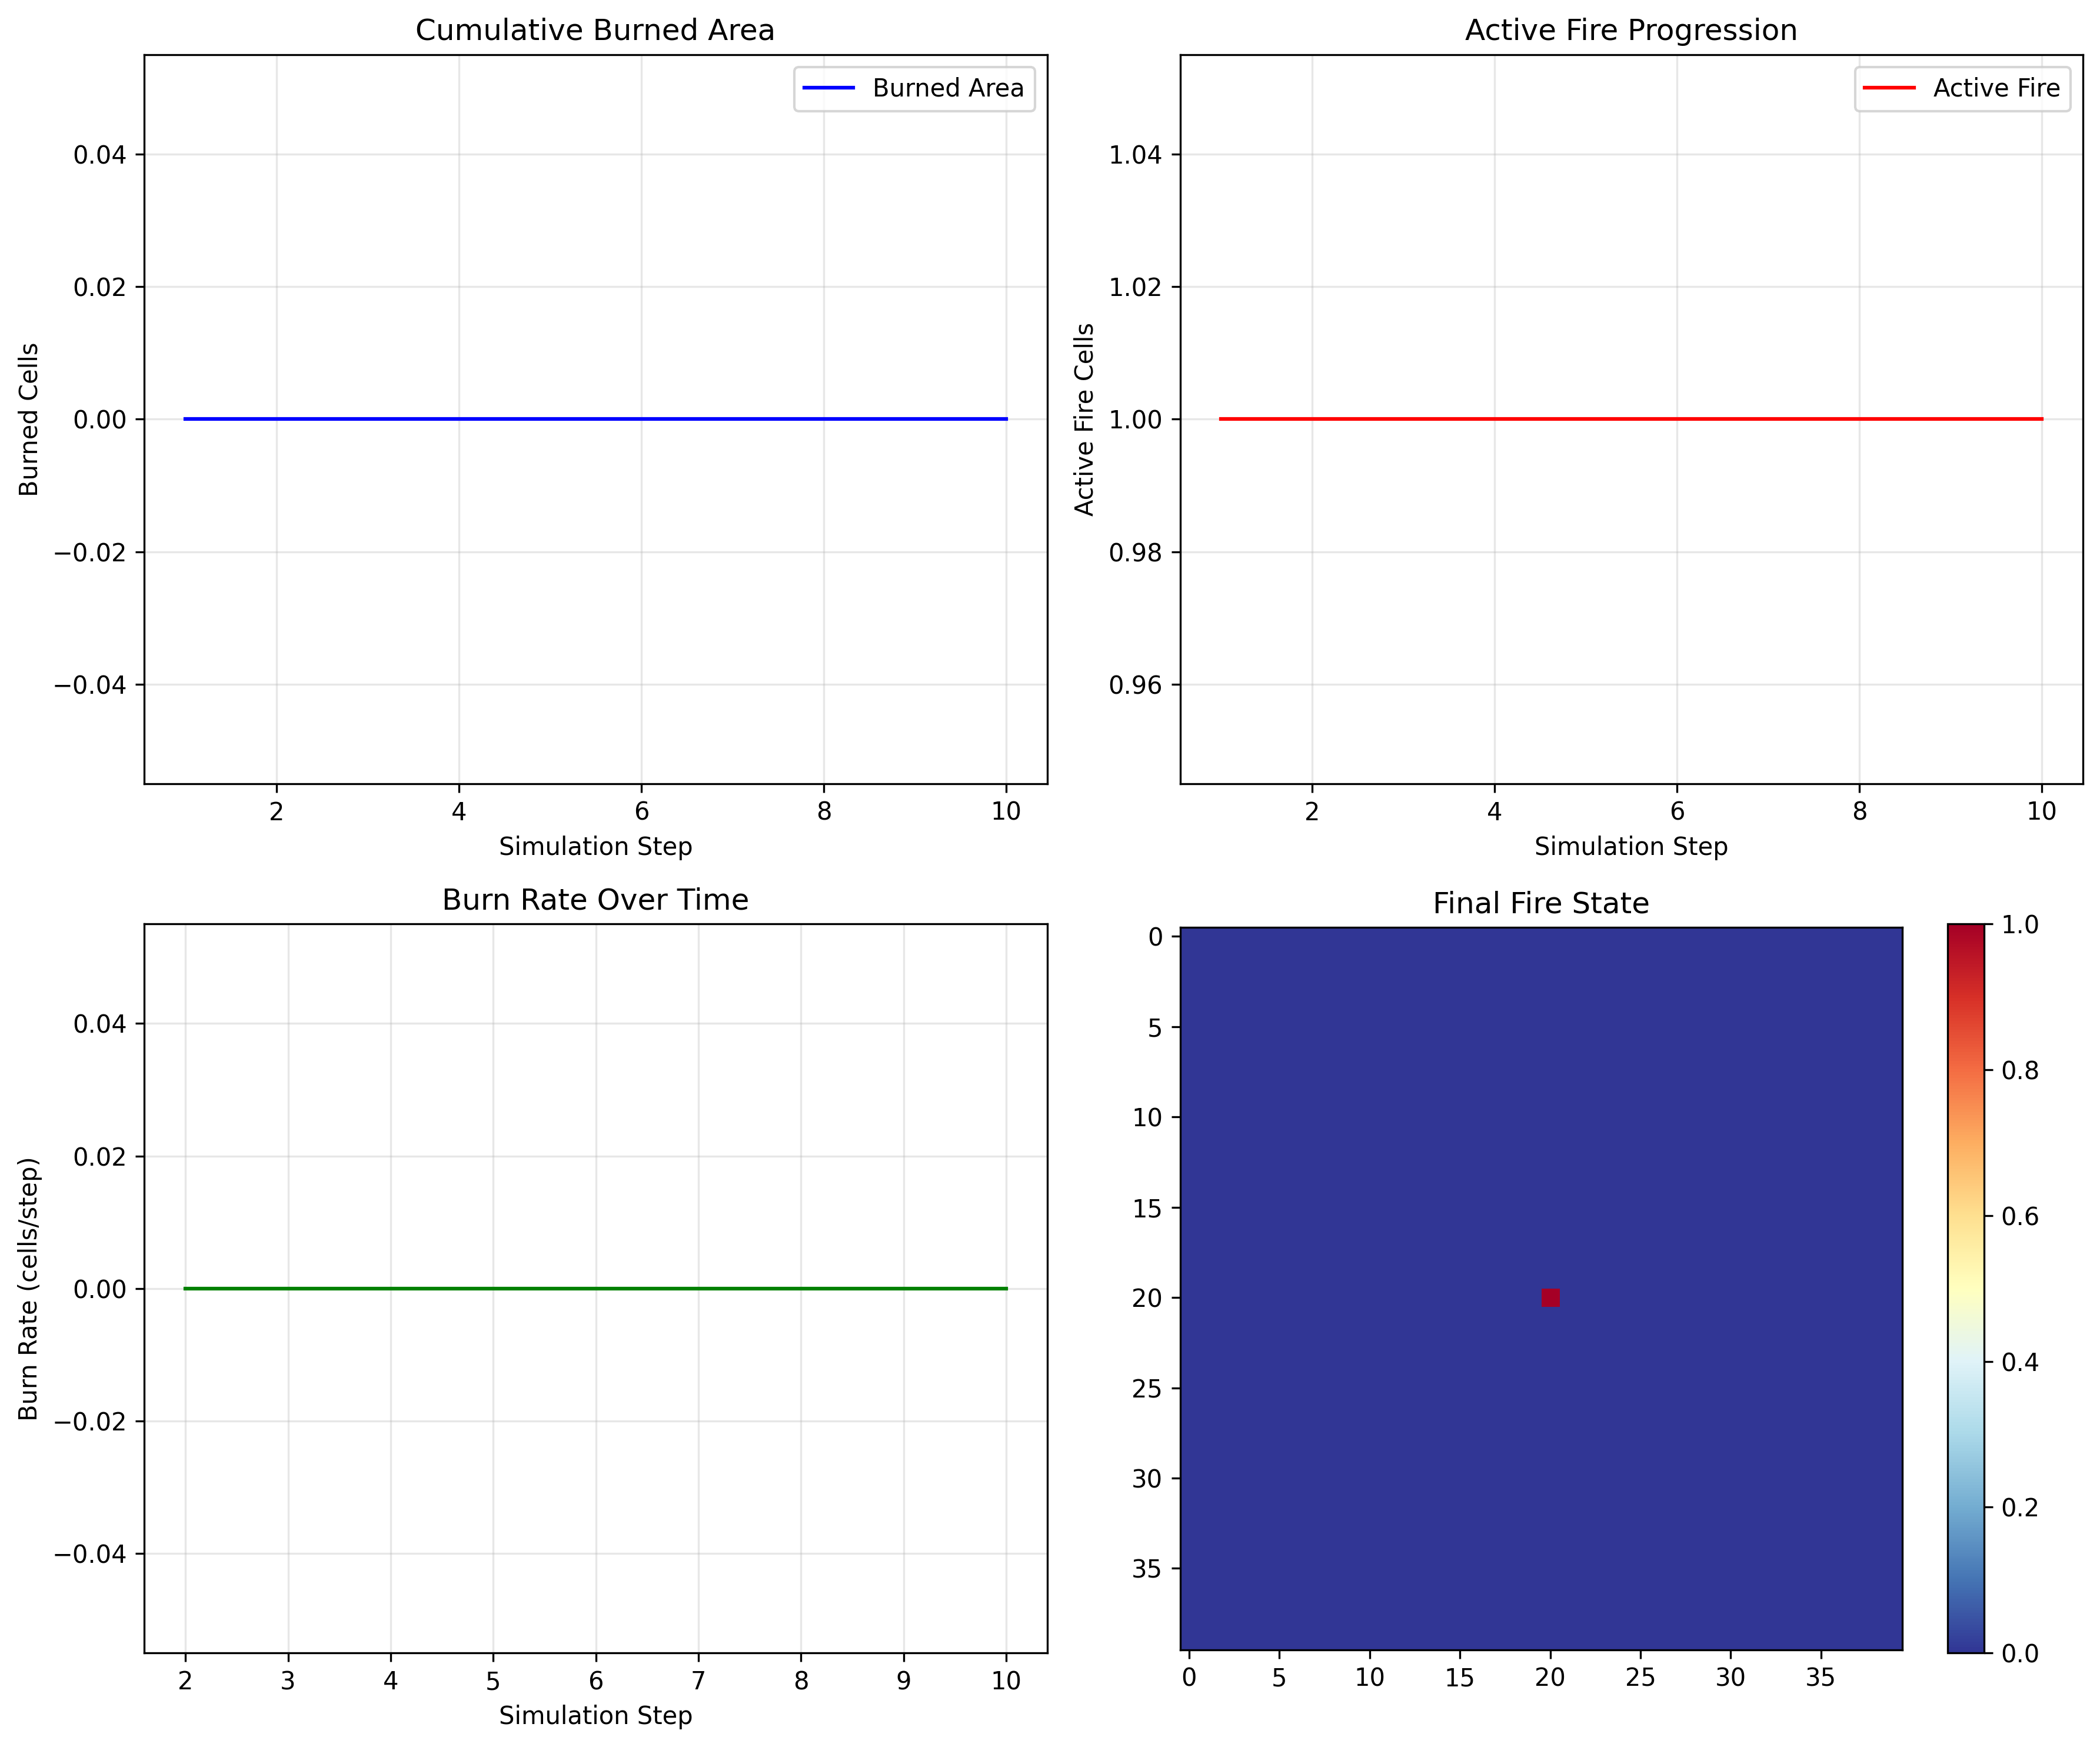 Cumulative Burned Area
Burned Area
0.04
0.02
0.00
−0.02
−0.04
Burned Cells
2 4 6 8 10
Simulation Step
Active Fire Progression
Active Fire
1.04
1.02
1.00
0.98
0.96
Active Fire Cells
2 4 6 8 10
Simulation Step
Burn Rate Over Time
0.04
0.02
0.00
−0.02
−0.04
Burn Rate (cells/step)
2 3 4 5 6 7 8 9 10
Simulation Step
Final Fire State
0
5
10
15
20
25
30
35
0 5 10 15 20 25 30 35
1.0
0.8
0.6
0.4
0.2
0.0